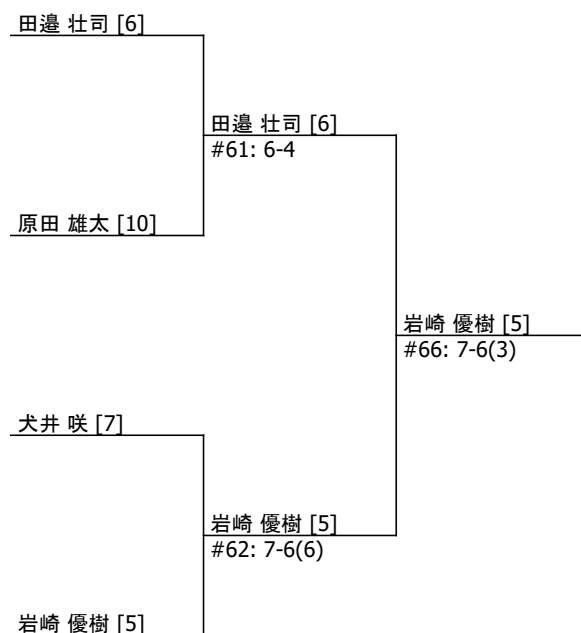 田邉 壮司 [6]
田邉 壮司 [6]
#61: 6-4
原田 雄太 [10]
岩崎 優樹 [5]
#66: 7-6(3)
犬井 咲 [7]
岩崎 優樹 [5]
#62: 7-6(6)
岩崎 優樹 [5]